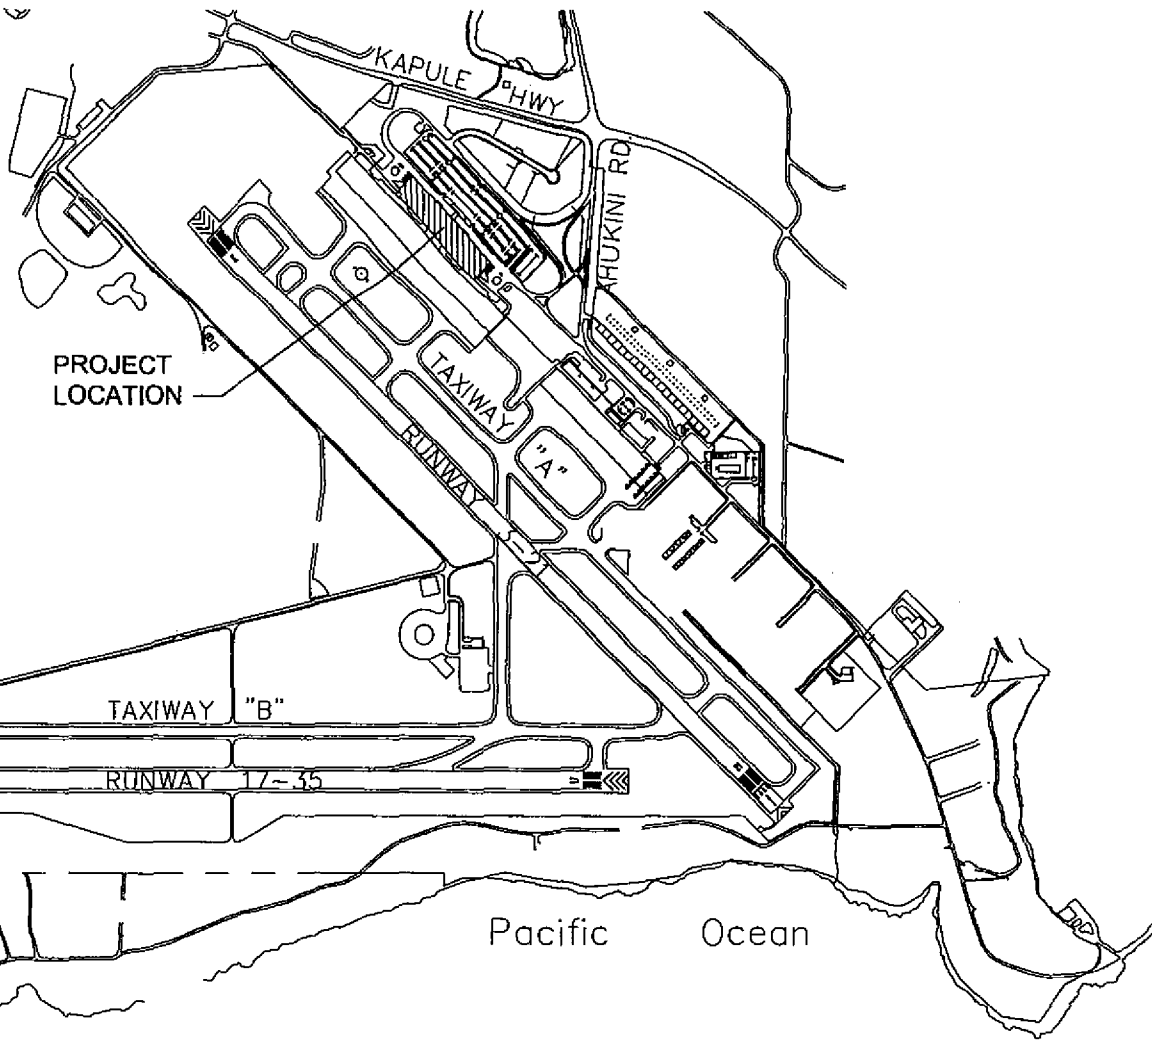 KAPULE HWY
AHUKINI RD.
PROJECT
LOCATION
TAXIWAY
"A"
RUNWAY
TAXIWAY "B"
RUNWAY 17-35
Pacific Ocean